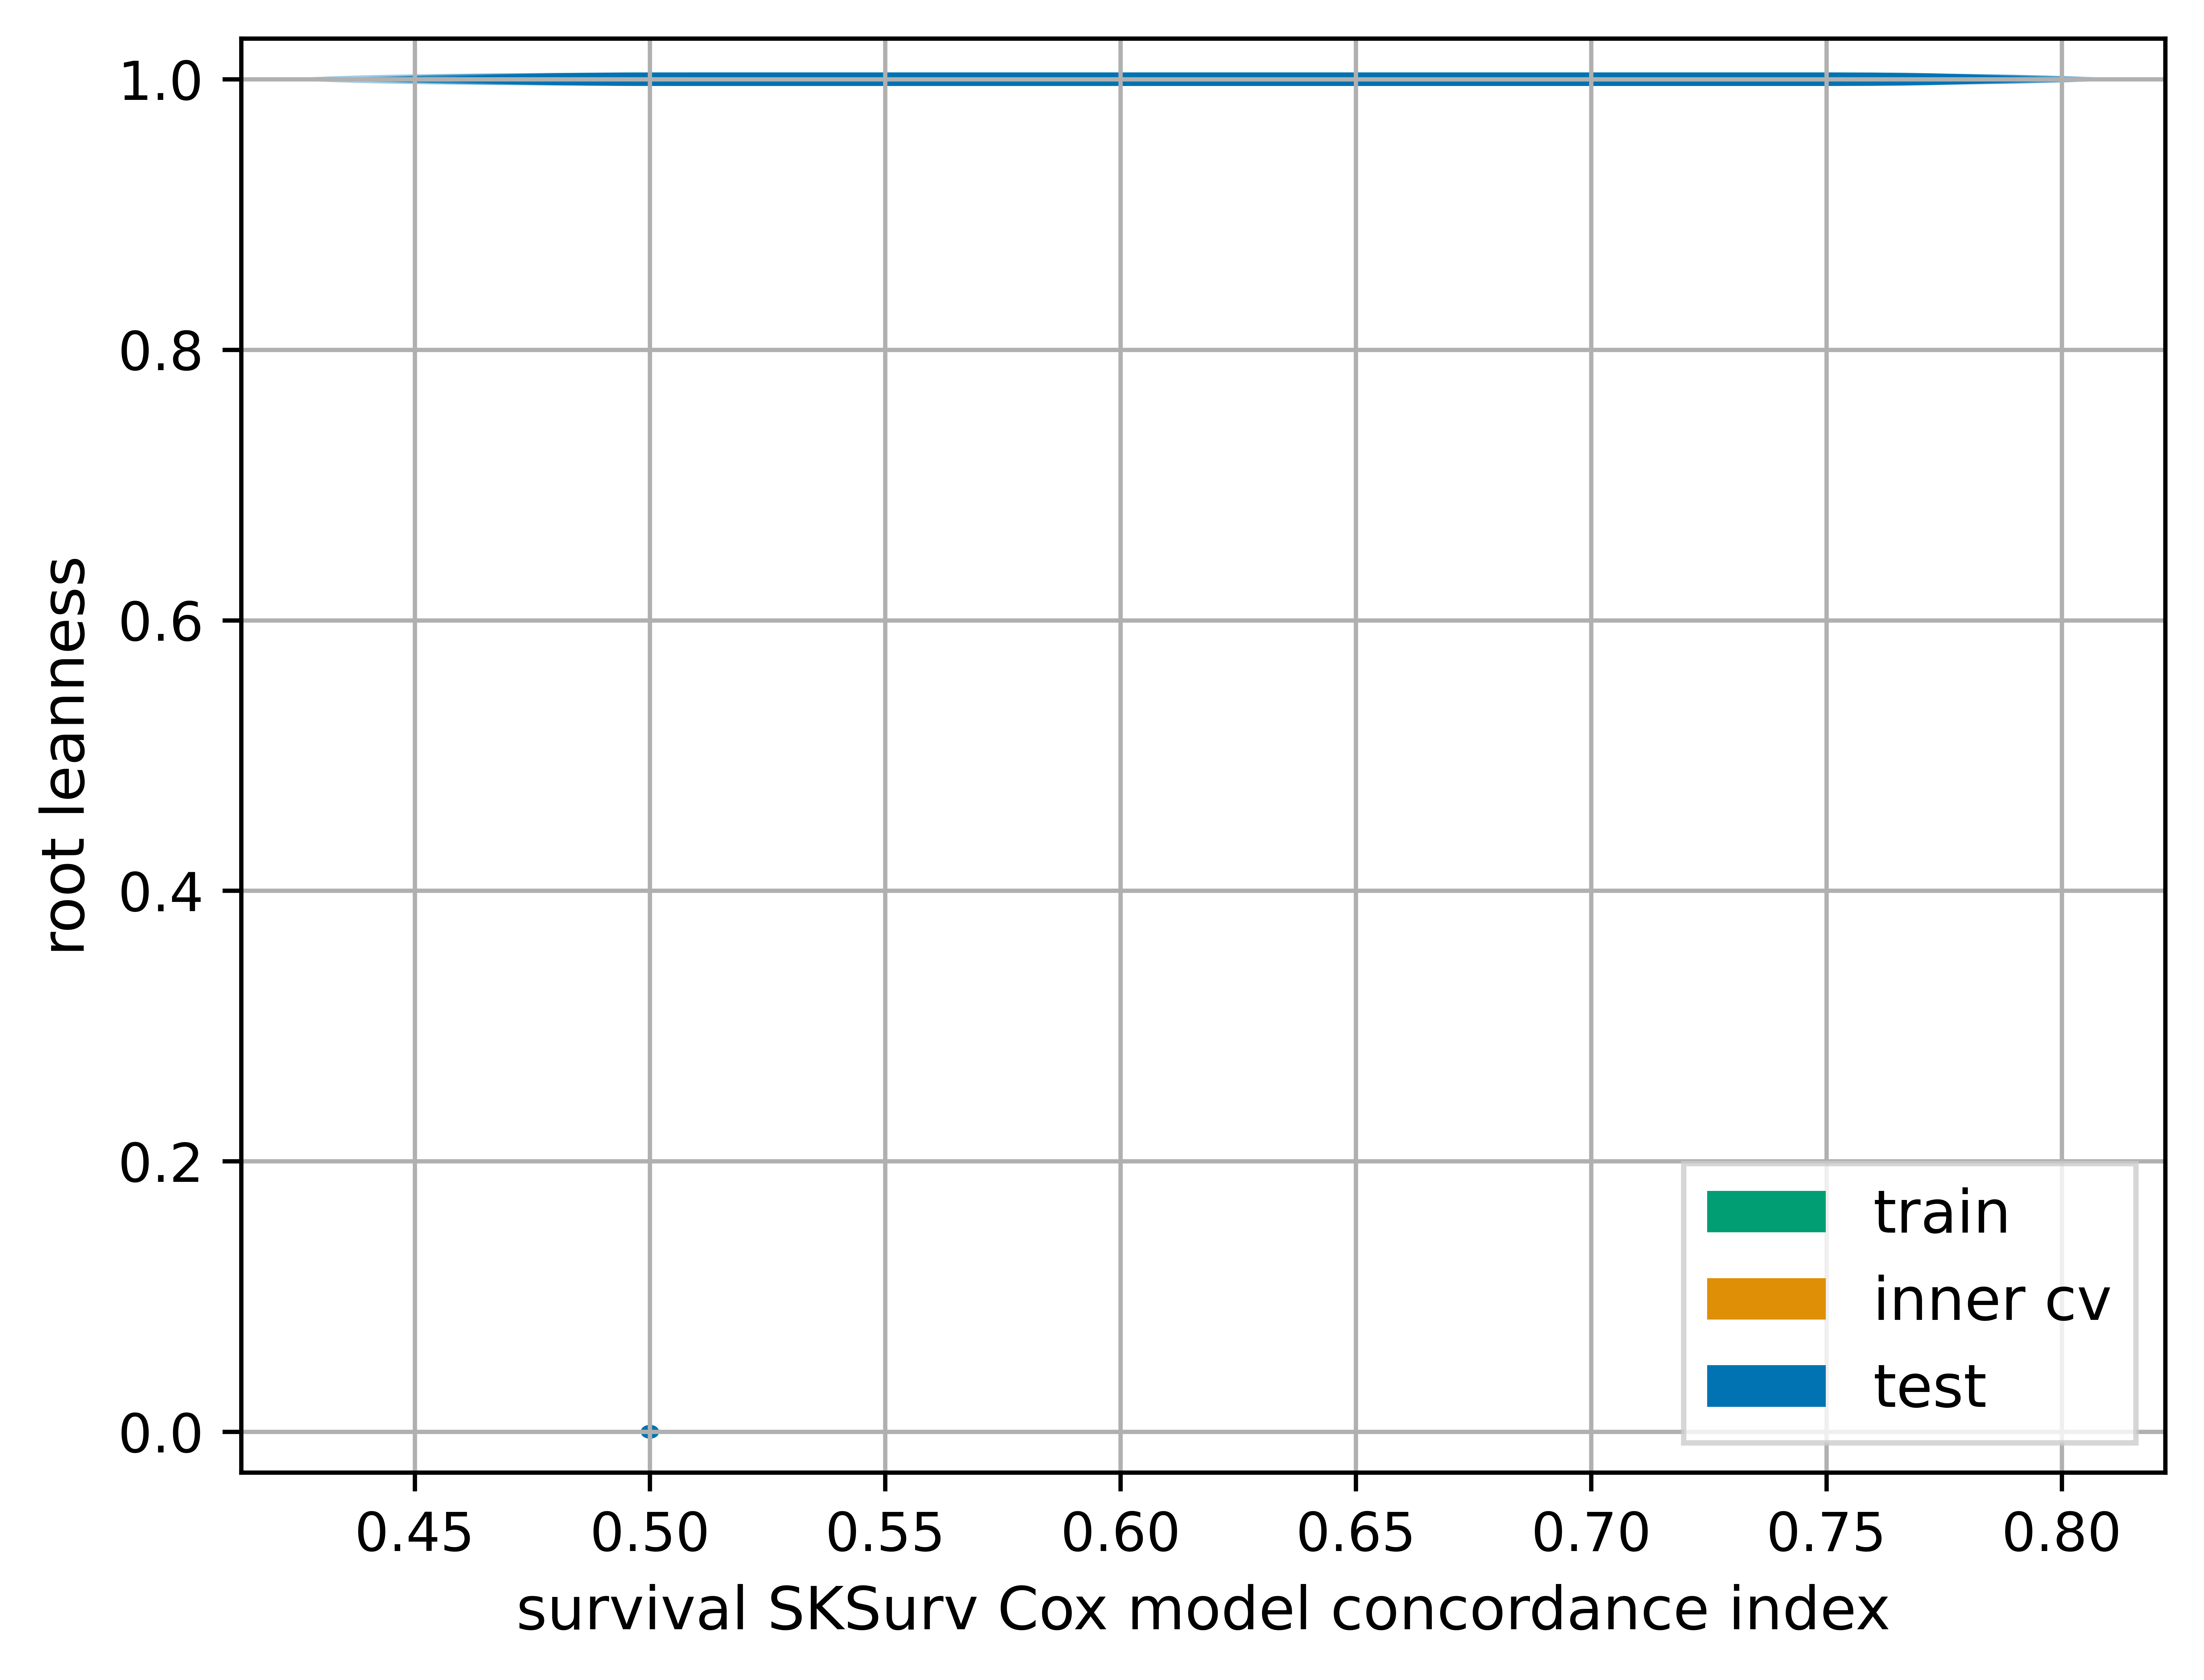 1.0
0.8
0.6
0.4
0.2
0.0
root leanness
train
inner cv
test
0.45 0.50 0.55 0.60 0.65 0.70 0.75 0.80
survival SKSurv Cox model concordance index